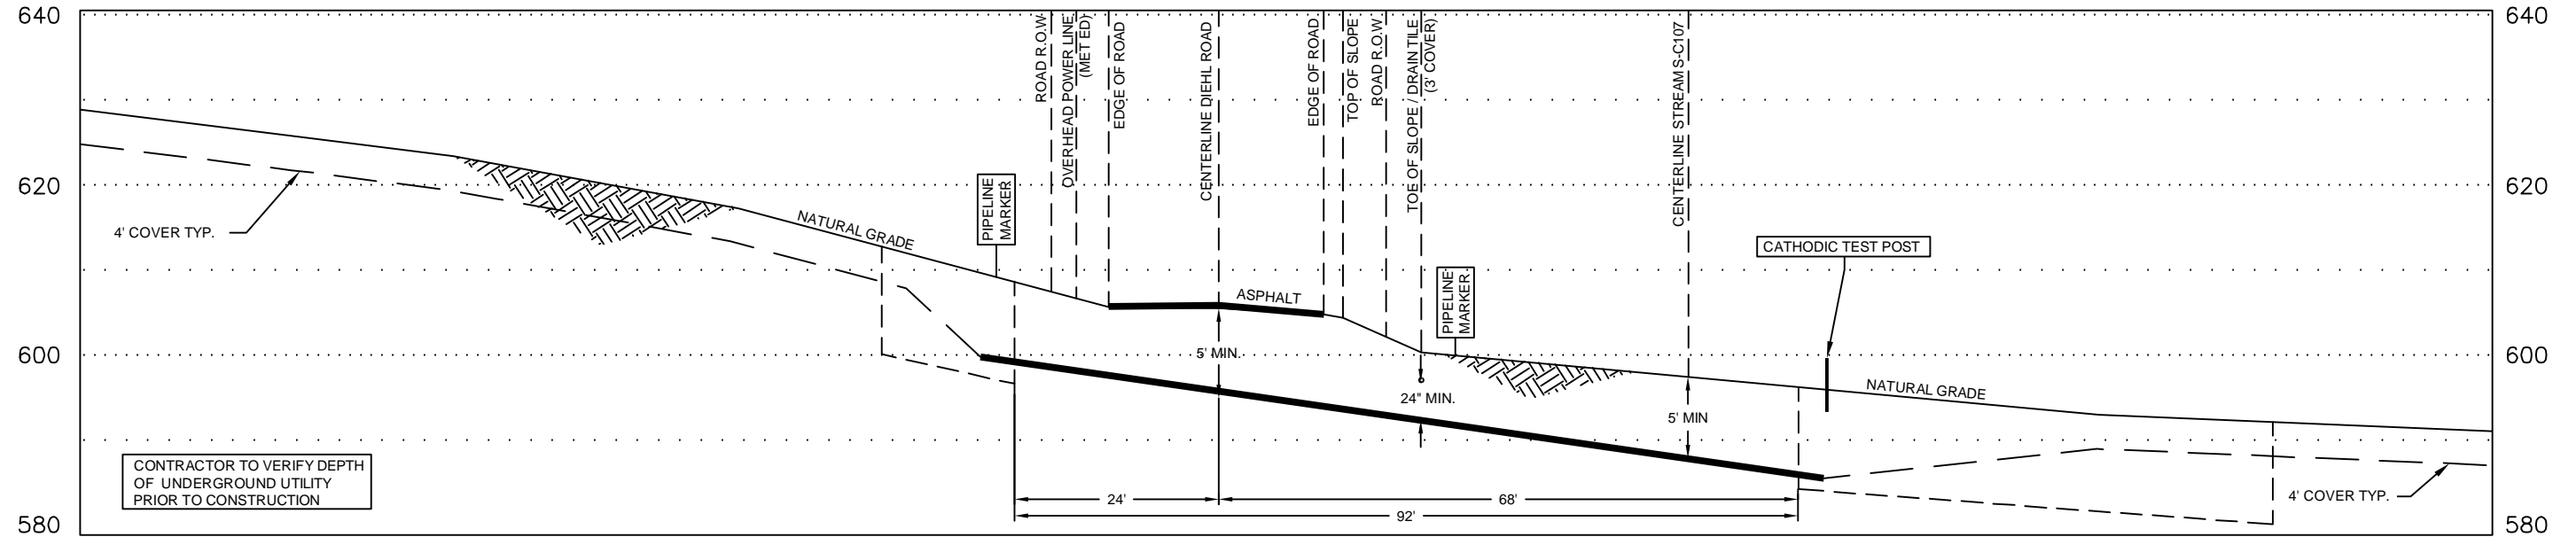 640
640
620
620
600
600
580
580
ROAD R.O.W
OVERHEAD POWER LINE
(MET ED)
EDGE OF ROAD
CENTERLINE DIEHL ROAD
EDGE OF ROAD
TOP OF SLOPE
ROAD R.O.W
TOE OF SLOPE / DRAIN TILE
(3' COVER)
CENTERLINE STREAM S-C107
4' COVER TYP.
NATURAL GRADE
PIPELINE
MARKER
ASPHALT
PIPELINE
MARKER
CATHODIC TEST POST
5' MIN.
24" MIN.
5' MIN
NATURAL GRADE
CONTRACTOR TO VERIFY DEPTH
OF UNDERGROUND UTILITY
PRIOR TO CONSTRUCTION
24'
68'
92'
4' COVER TYP.